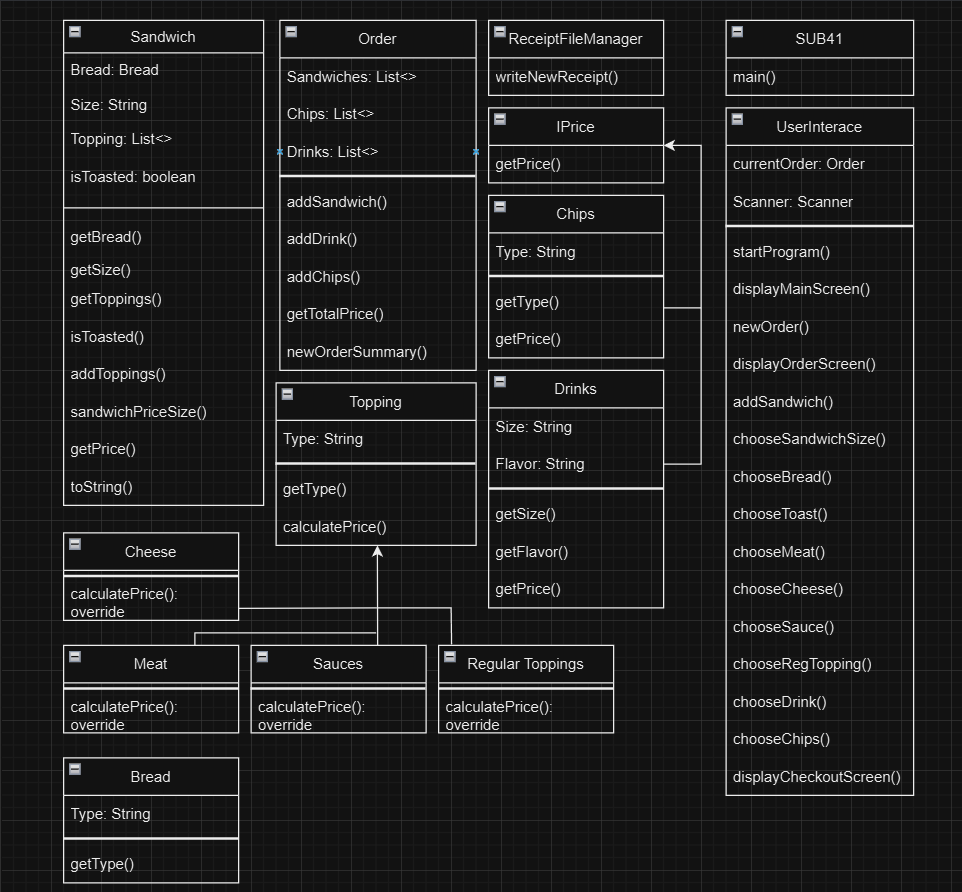 Sandwich
Bread: Bread
Size: String
Topping: List<>
isToasted: boolean
getBread()
getSize()
getToppings()
isToasted()
addToppings()
sandwichPriceSize()
getPrice()
toString()
Order
Sandwiches: List<>
Chips: List<>
Drinks: List<>
addSandwich()
addDrink()
addChips()
getTotalPrice()
newOrderSummary()
ReceiptFileManager
writeNewReceipt()
IPrice
getPrice()
Chips
Type: String
getType()
getPrice()
Drinks
Size: String
Flavor: String
getSize()
getFlavor()
getPrice()
SUB41
main()
UserInterace
currentOrder: Order
Scanner: Scanner
startProgram()
displayMainScreen()
newOrder()
displayOrderScreen()
addSandwich()
chooseSandwichSize()
chooseBread()
chooseToast()
chooseMeat()
chooseCheese()
chooseSauce()
chooseRegTopping()
chooseDrink()
chooseChips()
displayCheckoutScreen()
Topping
Type: String
getType()
calculatePrice()
Cheese
calculatePrice():
override
Meat
calculatePrice():
override
Sauces
calculatePrice():
override
Regular Toppings
calculatePrice():
override
Bread
Type: String
getType()